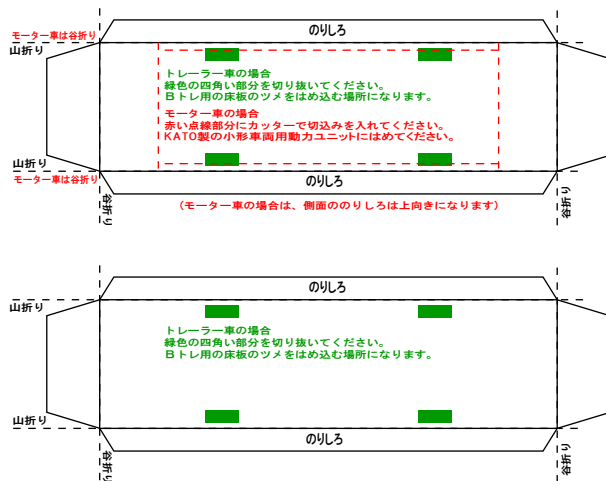 のりしろ
モーター車は谷折り
山折り
トレーラー車の場合
緑色の四角い部分を切り抜いてください。
Ｂトレ用の床板のツメをはめ込む場所になります。
モーター車の場合
赤い点線部分にカッターで切込みを入れてください。
KATO製の小形車両用動力ユニットにはめてください。
山折り
モーター車は谷折り
のりしろ
谷折り
谷折り
(モーター車の場合は、側面ののりしろは上向きになります)
のりしろ
山折り
トレーラー車の場合
緑色の四角い部分を切り抜いてください。
Ｂトレ用の床板のツメをはめ込む場所になります。
山折り
のりしろ
谷折り
谷折り